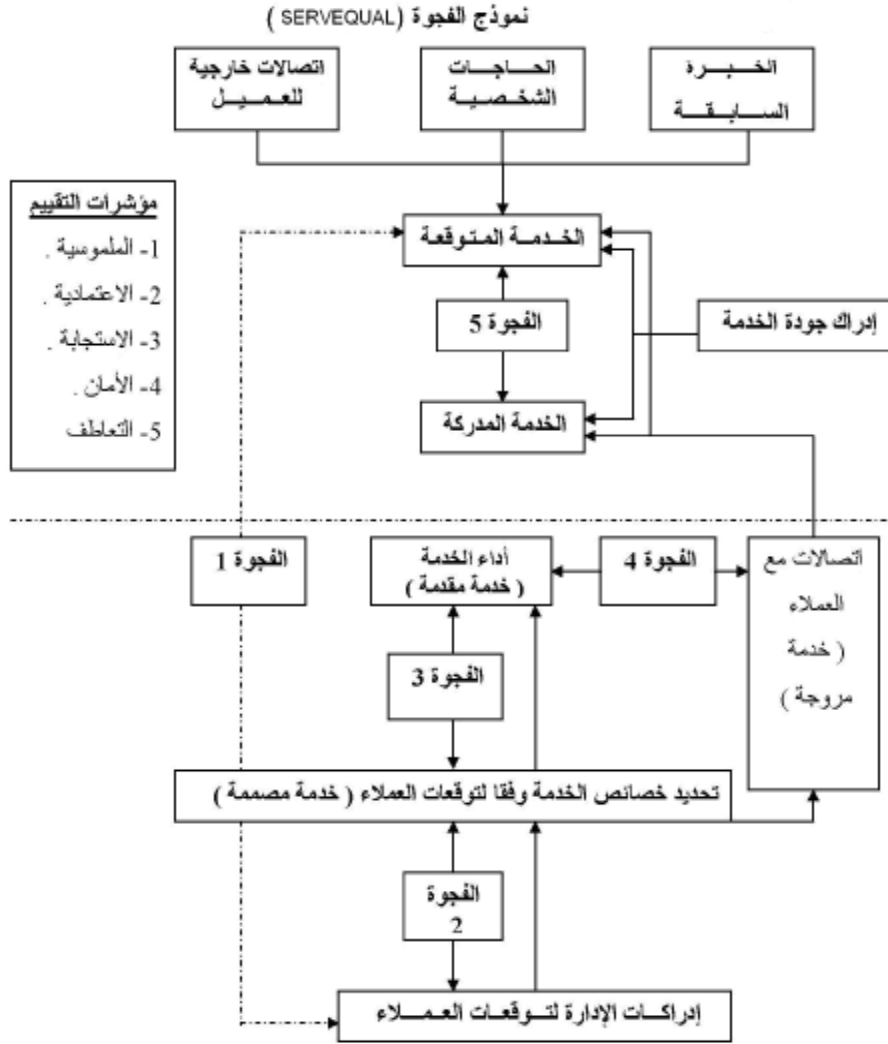 نموذج الفجوة (SERVEQUAL )
الخبرة
السابقة
الحاجات
الشخصية
اتصالات خارجية
للعميل
مؤشرات التقييم
1- الملموسية .
2- الاعتمادية .
3- الاستجابة .
4- الأمان .
5- التعاطف
الخدمة المتوقعة
الفجوة 5
إدراك جودة الخدمة
الخدمة المدركة
الفجوة 1
أداء الخدمة
( خدمة مقدمة )
الفجوة 4
اتصالات مع
العملاء
( خدمة
مروجة )
الفجوة 3
تحديد خصائص الخدمة وفقا لتوقعات العملاء ( خدمة مصممة )
الفجوة
2
إدراكات الإدارة لتوقعات العملاء